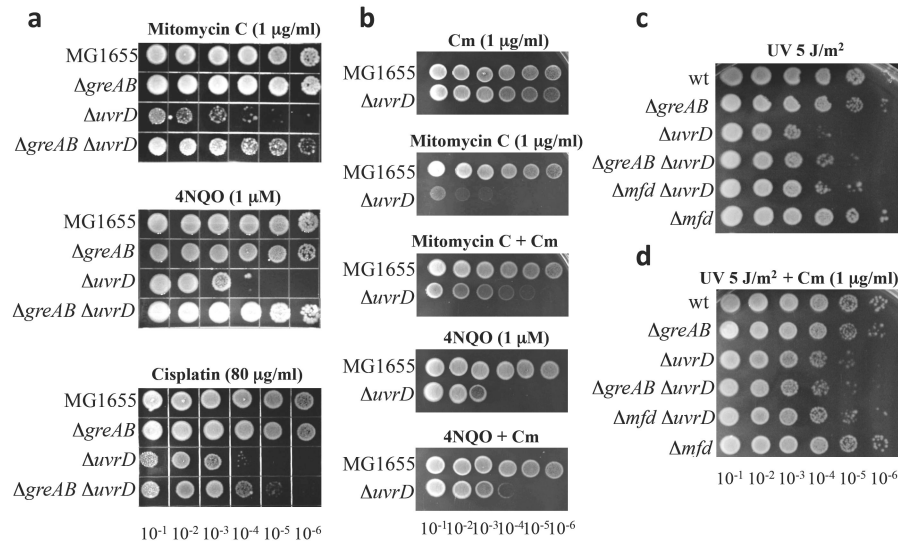 a
Mitomycin C (1 μg/ml)
MG1655
ΔgreAB
ΔuvrD
ΔgreAB ΔuvrD
4NQO (1 μM)
MG1655
ΔgreAB
ΔuvrD
ΔgreAB ΔuvrD
Cisplatin (80 μg/ml)
MG1655
ΔgreAB
ΔuvrD
ΔgreAB ΔuvrD
10⁻¹ 10⁻² 10⁻³ 10⁻⁴ 10⁻⁵ 10⁻⁶
b
Cm (1 μg/ml)
MG1655
ΔuvrD
Mitomycin C (1 μg/ml)
MG1655
ΔuvrD
Mitomycin C + Cm
MG1655
ΔuvrD
4NQO (1 μM)
MG1655
ΔuvrD
4NQO + Cm
MG1655
ΔuvrD
10⁻¹ 10⁻² 10⁻³ 10⁻⁴ 10⁻⁵ 10⁻⁶
c
UV 5 J/m²
wt
ΔgreAB
ΔuvrD
ΔgreAB ΔuvrD
Δmfd ΔuvrD
Δmfd
d
UV 5 J/m² + Cm (1 μg/ml)
wt
ΔgreAB
ΔuvrD
ΔgreAB ΔuvrD
Δmfd ΔuvrD
Δmfd
10⁻¹ 10⁻² 10⁻³ 10⁻⁴ 10⁻⁵ 10⁻⁶